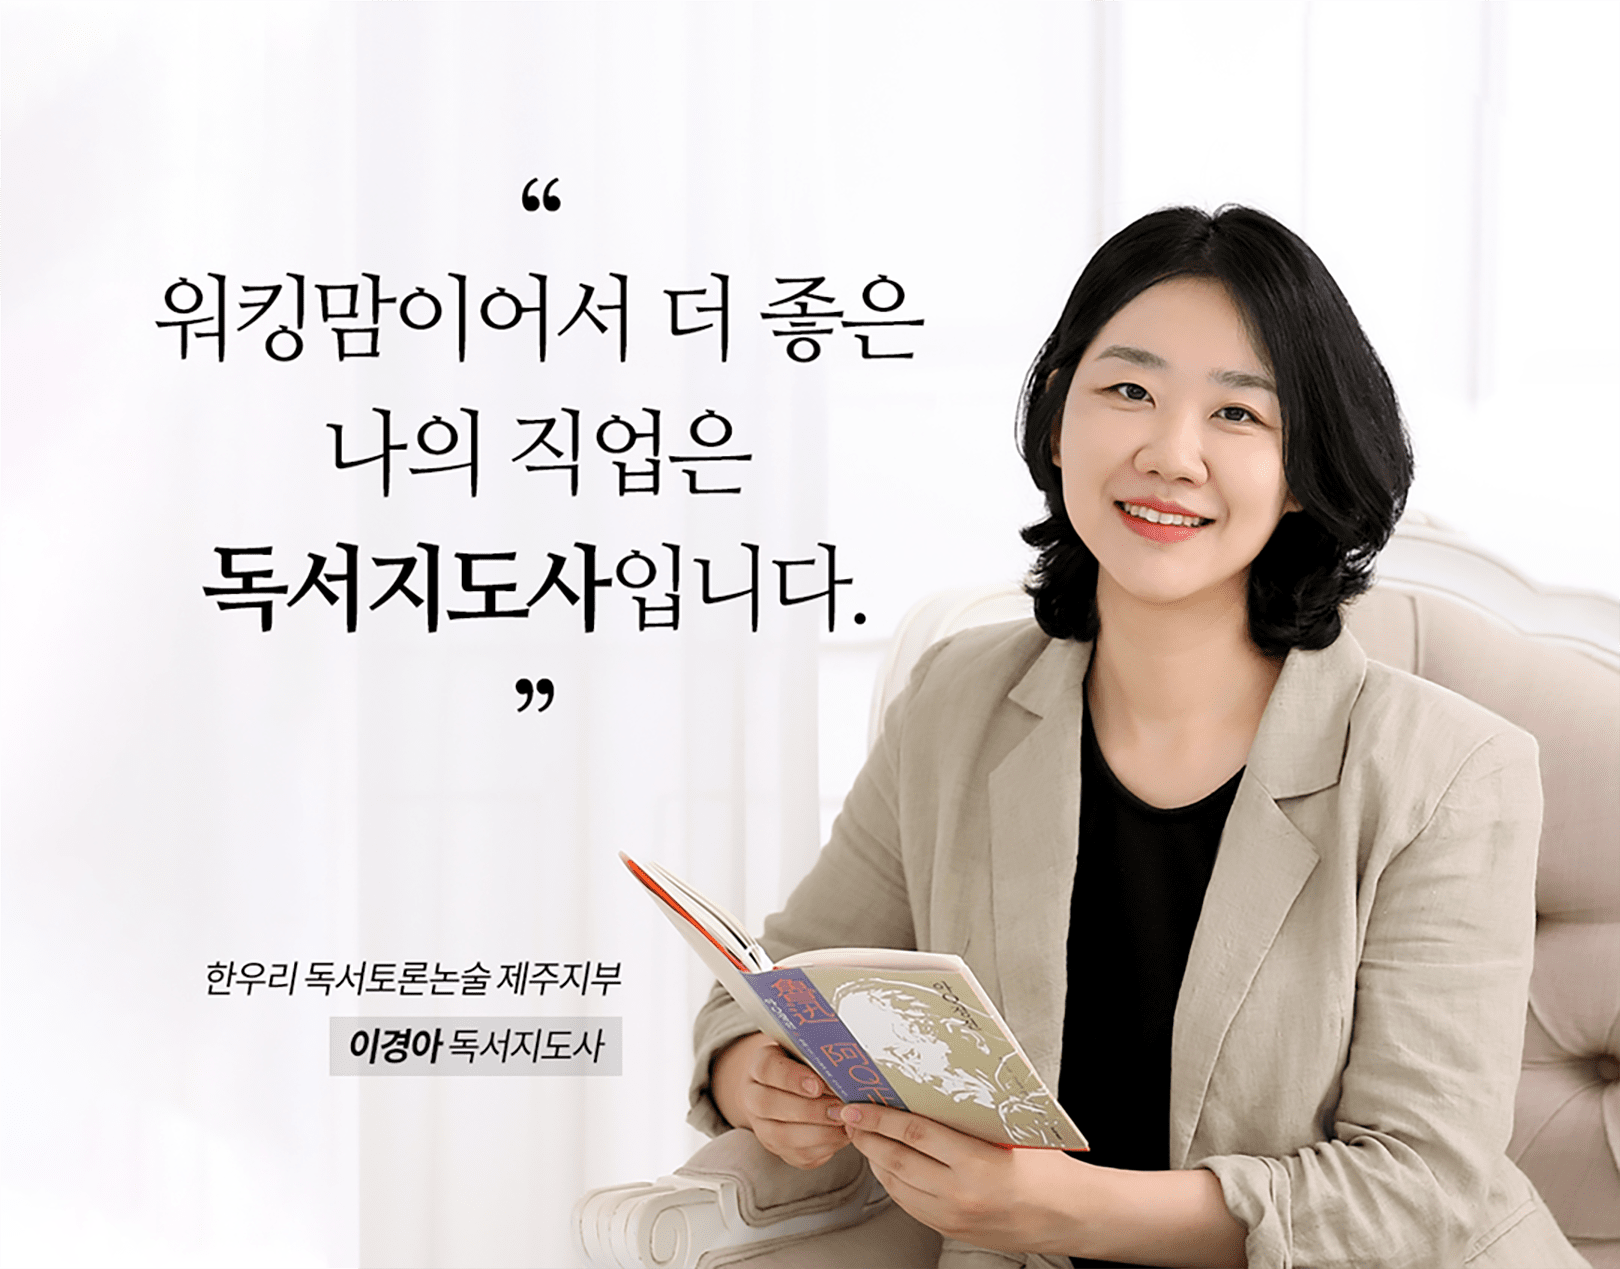 “
워킹맘이어서 더 좋은
나의 직업은
독서지도사입니다.
”
한우리 독서토론논술 제주지부
이경아 독서지도사